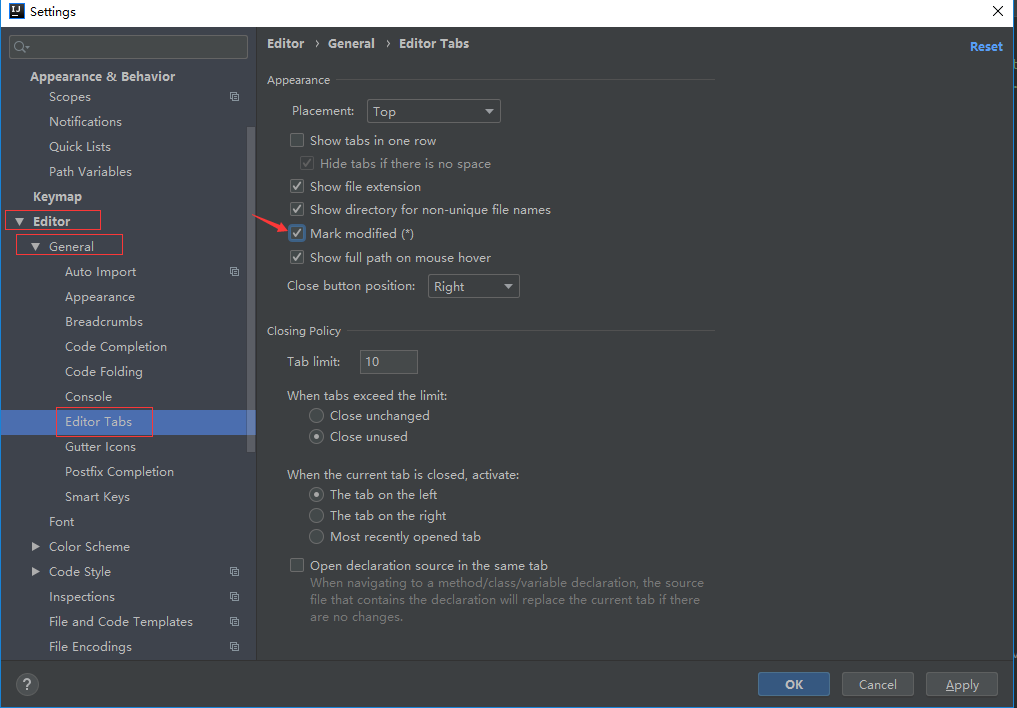 IJ Settings
Editor › General › Editor Tabs
Reset
Appearance & Behavior
Scopes
Notifications
Quick Lists
Path Variables
Keymap
Editor
General
Auto Import
Appearance
Breadcrumbs
Code Completion
Code Folding
Console
Editor Tabs
Gutter Icons
Postfix Completion
Smart Keys
Font
Color Scheme
Code Style
Inspections
File and Code Templates
File Encodings
Appearance
Placement: Top
Show tabs in one row
Hide tabs if there is no space
Show file extension
Show directory for non-unique file names
Mark modified (*)
Show full path on mouse hover
Close button position: Right
Closing Policy
Tab limit: 10
When tabs exceed the limit:
Close unchanged
Close unused
When the current tab is closed, activate:
The tab on the left
The tab on the right
Most recently opened tab
Open declaration source in the same tab
When navigating to a method/class/variable declaration, the source
file that contains the declaration will replace the current tab if there
are no changes.
?
OK
Cancel
Apply